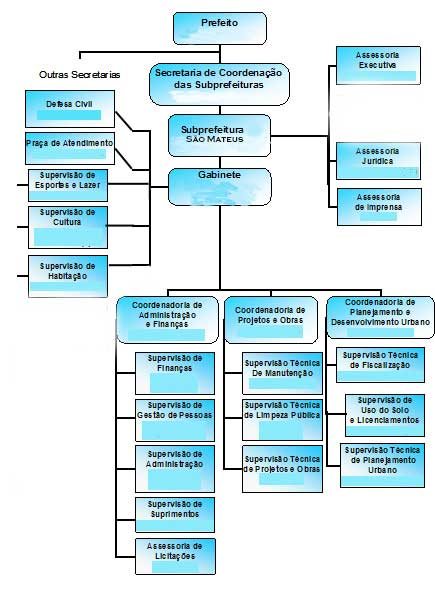 Prefeito
Outras Secretarias
Secretaria de Coordenação
das Subprefeituras
Assessoria
Executiva
Defesa Civil
Subprefeitura
SÃO MATEUS
Praça de Atendimento
Assessoria
Jurídica
Supervisão de
Esportes e Lazer
Gabinete
Assessoria
de Imprensa
Supervisão de
Cultura
Supervisão de
Habitação
Coordenadoria de
Administração
e Finanças
Coordenadoria de
Projetos e Obras
Coordenadoria de
Planejamento e
Desenvolvimento Urbano
Supervisão de
Finanças
Supervisão Técnica
De Manutenção
Supervisão Técnica
de Fiscalização
Supervisão de
Gestão de Pessoas
Supervisão Técnica
de Limpeza Pública
Supervisão de
Uso do Solo
e Licenciamentos
Supervisão de
Administração
Supervisão Técnica
de Projetos e Obras
Supervisão Técnica
de Planejamento
Urbano
Supervisão de
Suprimentos
Assessoria de
Licitações